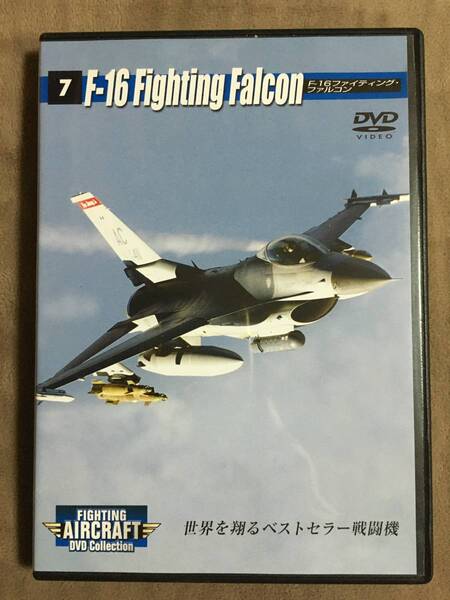 7 F-16 Fighting Falcon
F-16ファイティング・
ファルコン
DVD
VIDEO
New Jersey
AC
FIGHTING
AIRCRAFT
DVD Collection
世界を翔るベストセラー戦闘機